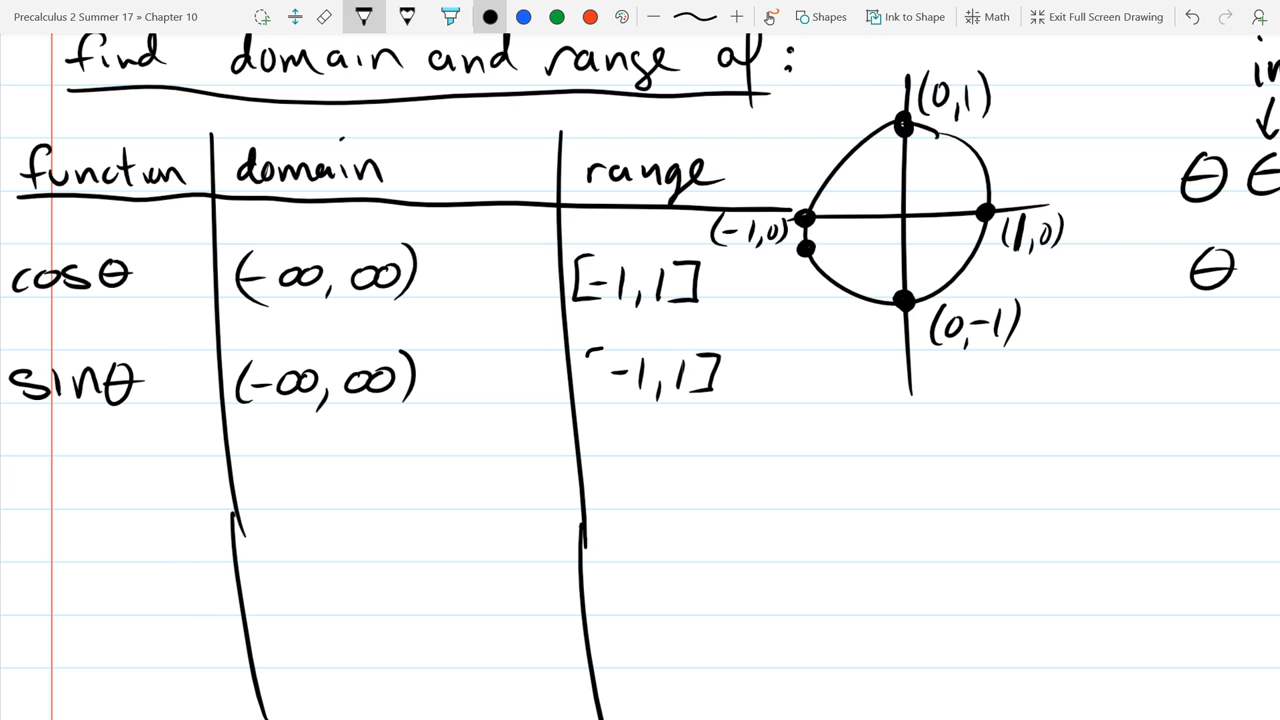 Precalculus 2 Summer 17 » Chapter 10
Shapes
Ink to Shape
Math
Exit Full Screen Drawing
find domain and range of:
function domain range
cosθ (-∞, ∞) [-1, 1]
sinθ (-∞, ∞) -1, 1]
(0,1)
(-1,0)
(1,0)
(0,-1)
θ
θ